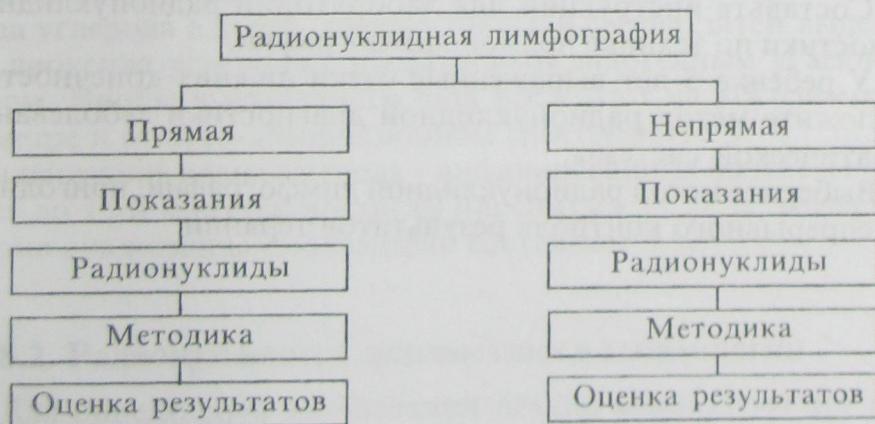 Радионуклидная лимфография
Прямая
Непрямая
Показания
Показания
Радионуклиды
Радионуклиды
Методика
Методика
Оценка результатов
Оценка результатов